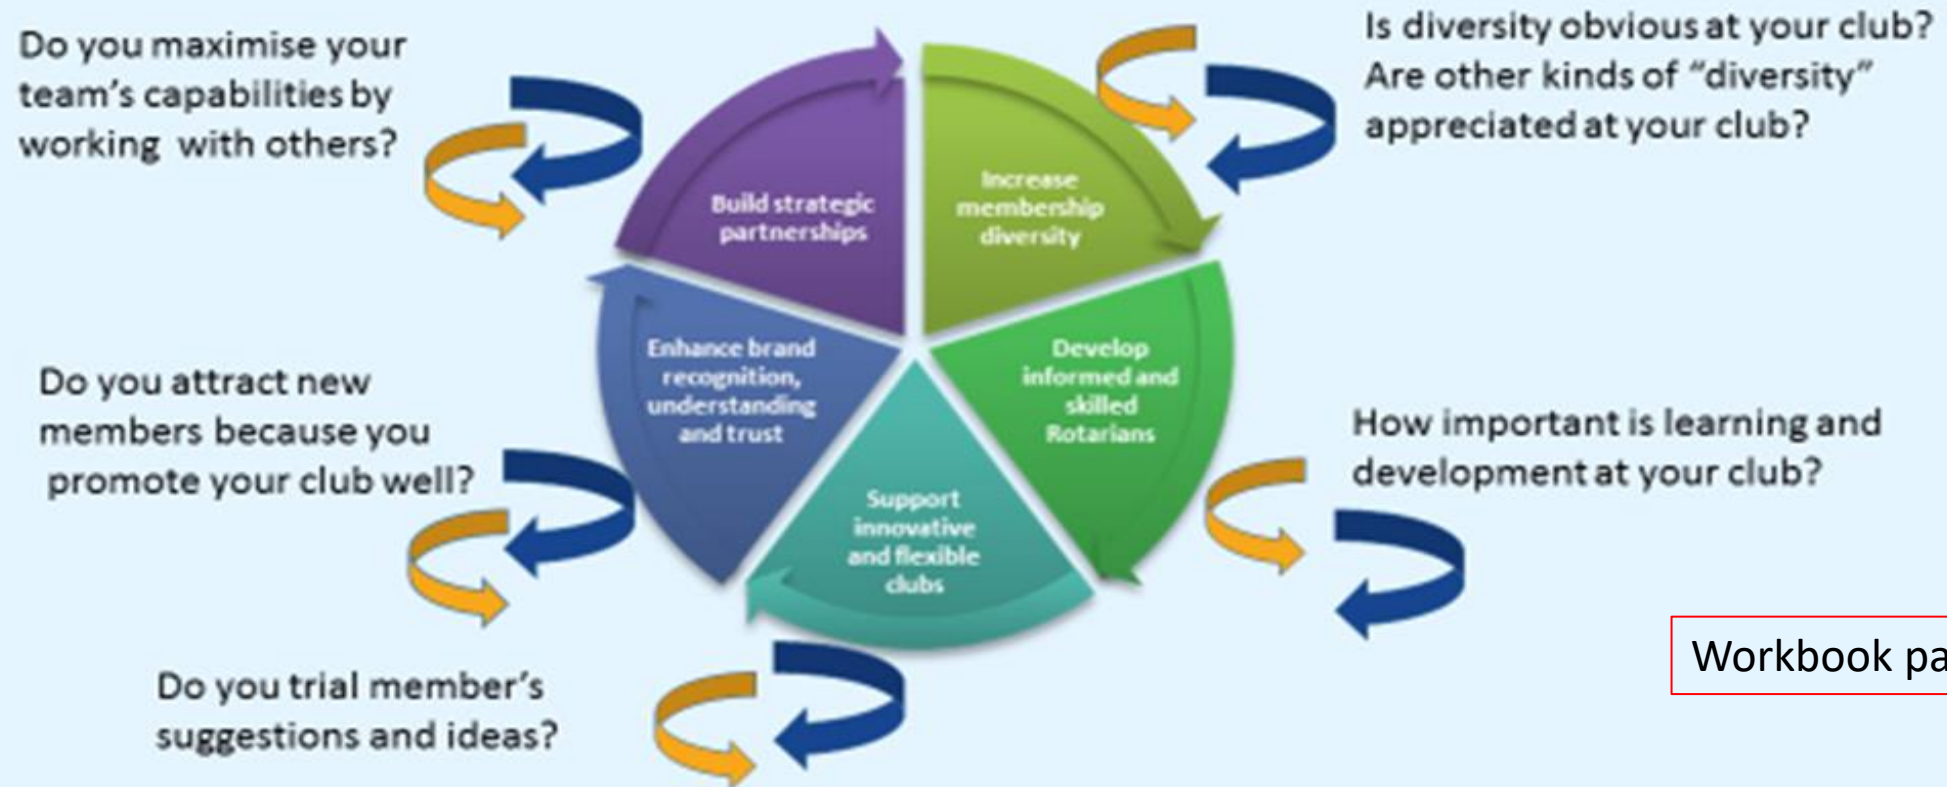 Do you maximise your
team's capabilities by
working with others?
Is diversity obvious at your club?
Are other kinds of "diversity"
appreciated at your club?
Build strategic
partnerships
Increase
membership
diversity
Enhance brand
recognition,
understanding
and trust
Develop
informed and
skilled
Rotarians
Support
innovative
and flexible
clubs
Do you attract new
members because you
promote your club well?
How important is learning and
development at your club?
Do you trial member's
suggestions and ideas?
Workbook